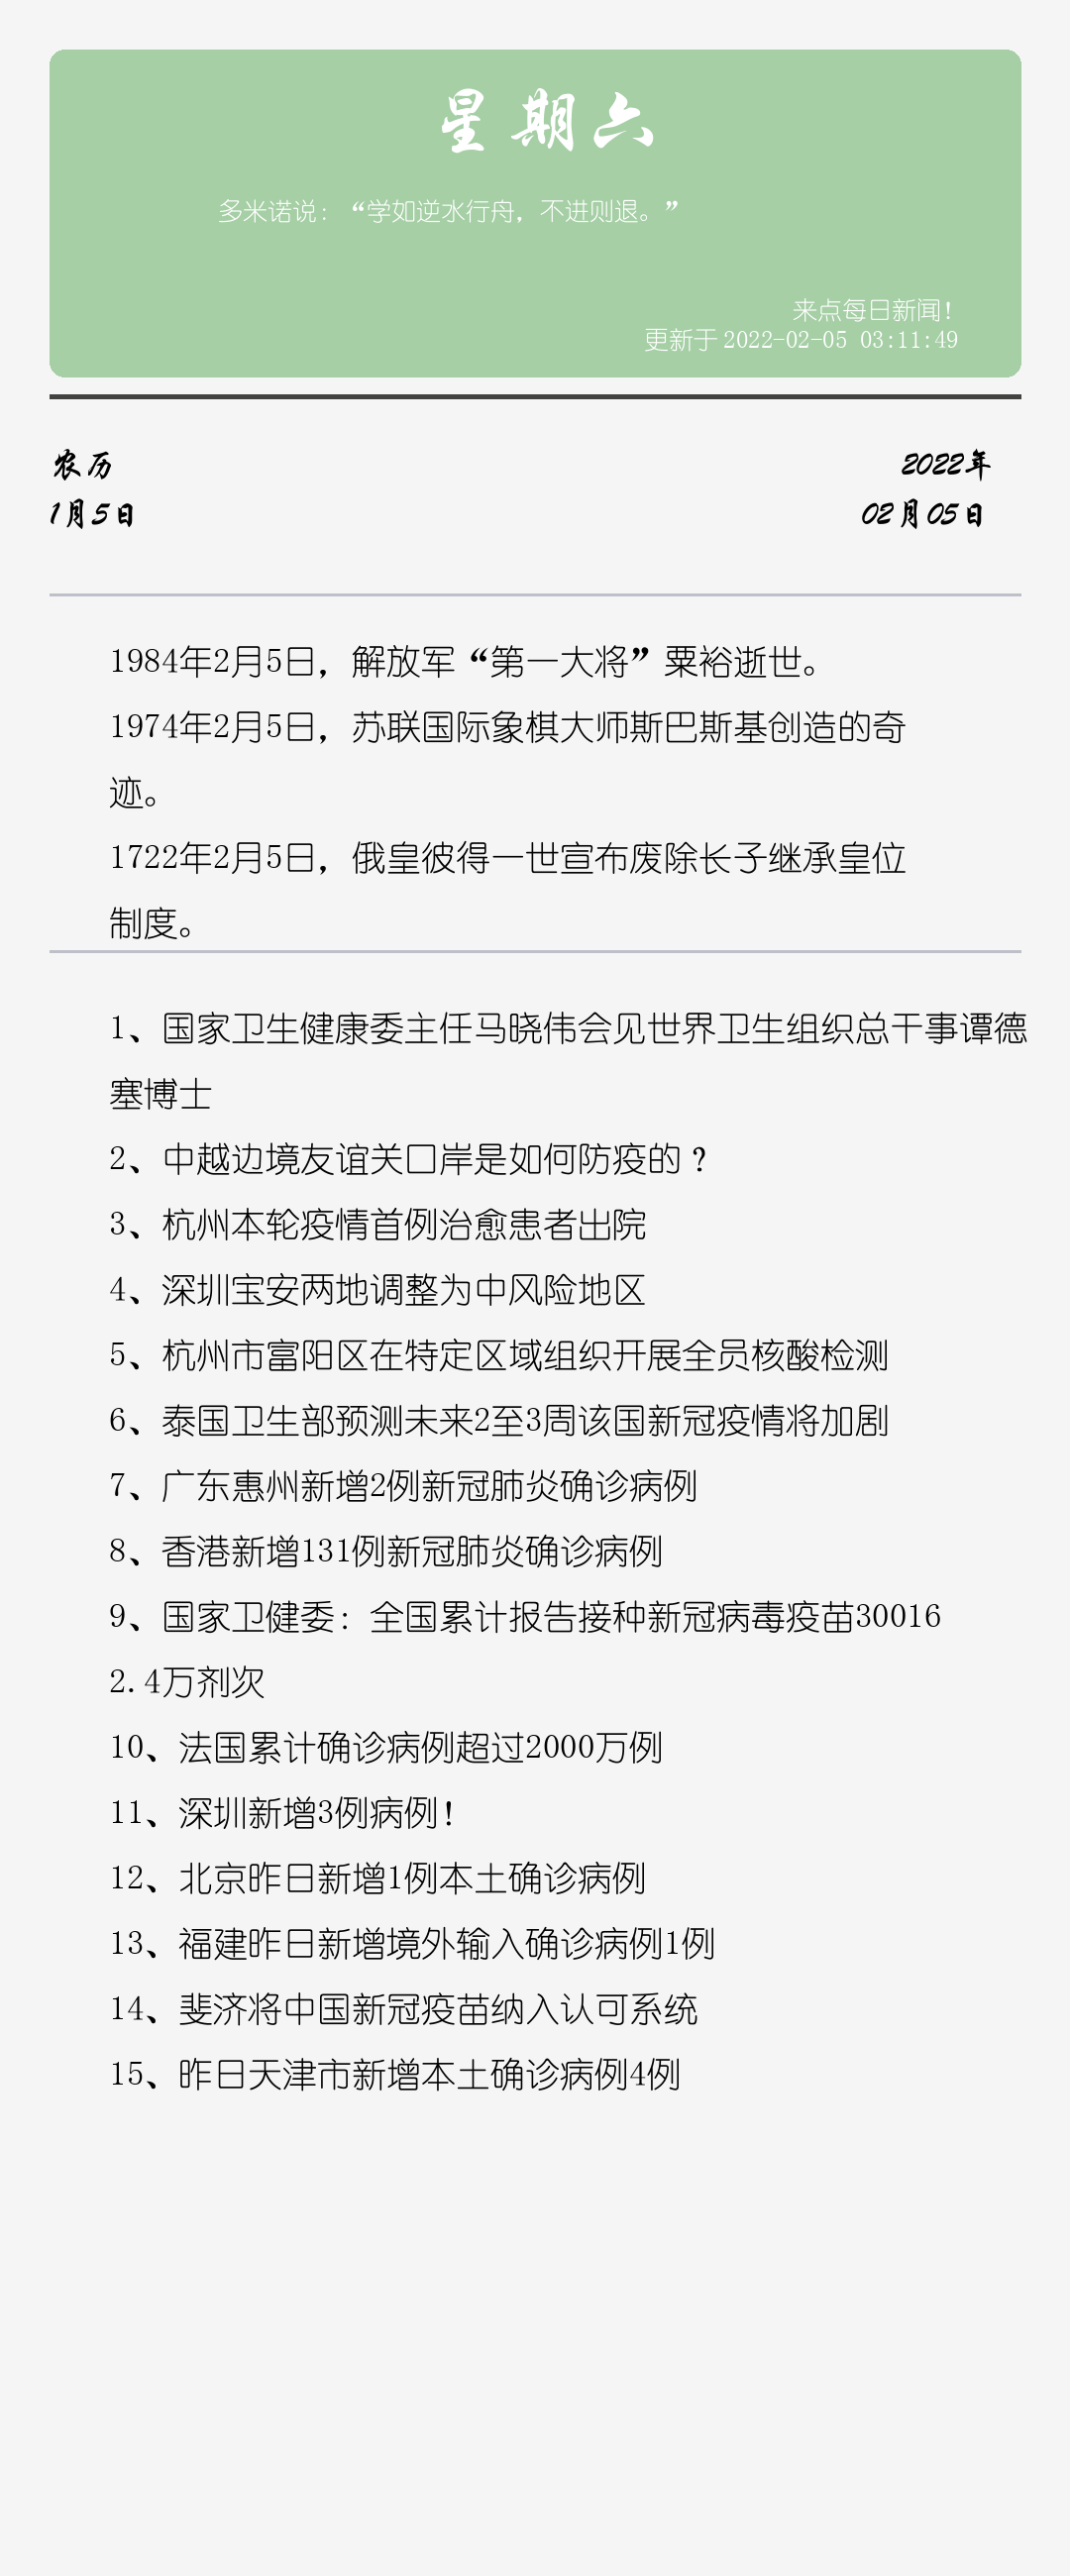 星期六
多米诺说：“学如逆水行舟，不进则退。”
来点每日新闻！
更新于 2022-02-05 03:11:49
农历
2022年
1月5日
02月05日
1984年2月5日，解放军“第一大将”粟裕逝世。
1974年2月5日，苏联国际象棋大师斯巴斯基创造的奇
迹。
1722年2月5日，俄皇彼得一世宣布废除长子继承皇位
制度。
1、国家卫生健康委主任马晓伟会见世界卫生组织总干事谭德
塞博士
2、中越边境友谊关口岸是如何防疫的？
3、杭州本轮疫情首例治愈患者出院
4、深圳宝安两地调整为中风险地区
5、杭州市富阳区在特定区域组织开展全员核酸检测
6、泰国卫生部预测未来2至3周该国新冠疫情将加剧
7、广东惠州新增2例新冠肺炎确诊病例
8、香港新增131例新冠肺炎确诊病例
9、国家卫健委：全国累计报告接种新冠病毒疫苗30016
2.4万剂次
10、法国累计确诊病例超过2000万例
11、深圳新增3例病例！
12、北京昨日新增1例本土确诊病例
13、福建昨日新增境外输入确诊病例1例
14、斐济将中国新冠疫苗纳入认可系统
15、昨日天津市新增本土确诊病例4例